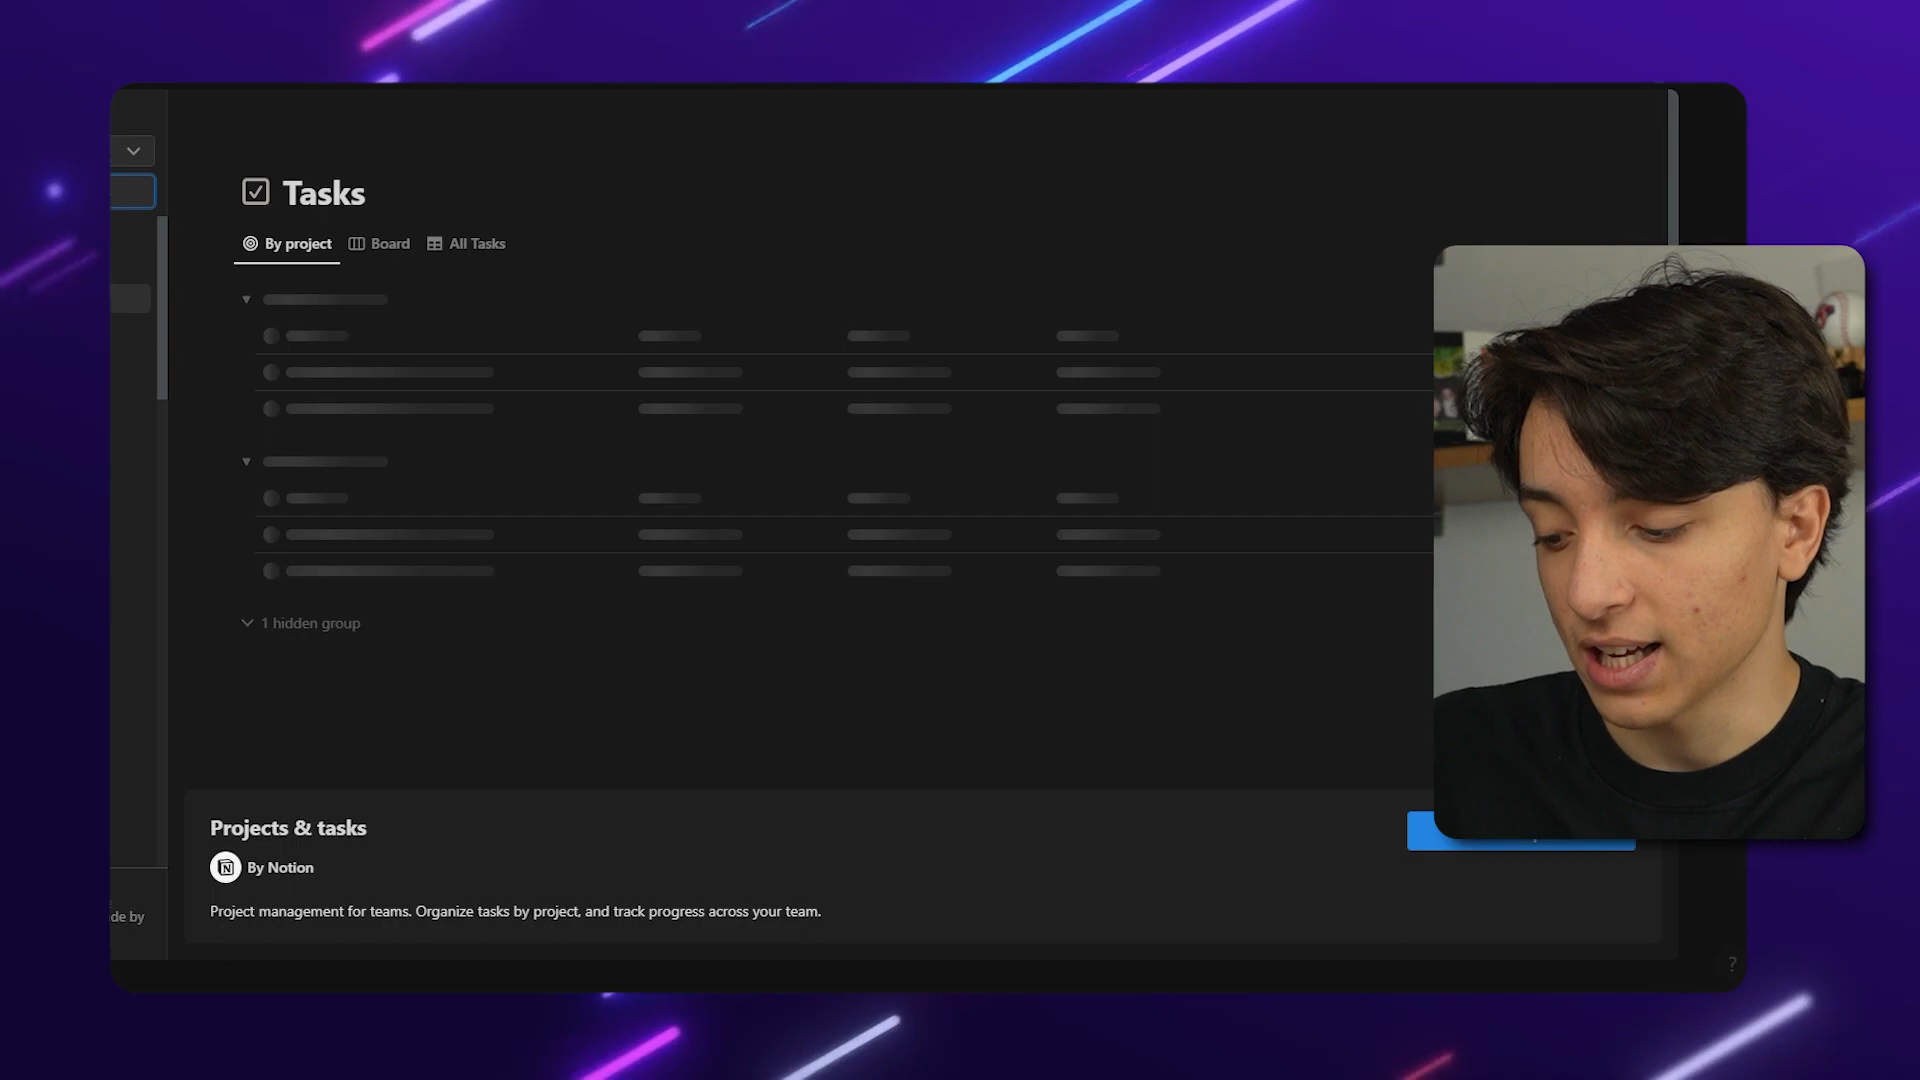 Tasks
By project Board All Tasks
1 hidden group
Projects & tasks
By Notion
de by
Project management for teams. Organize tasks by project, and track progress across your team.
?